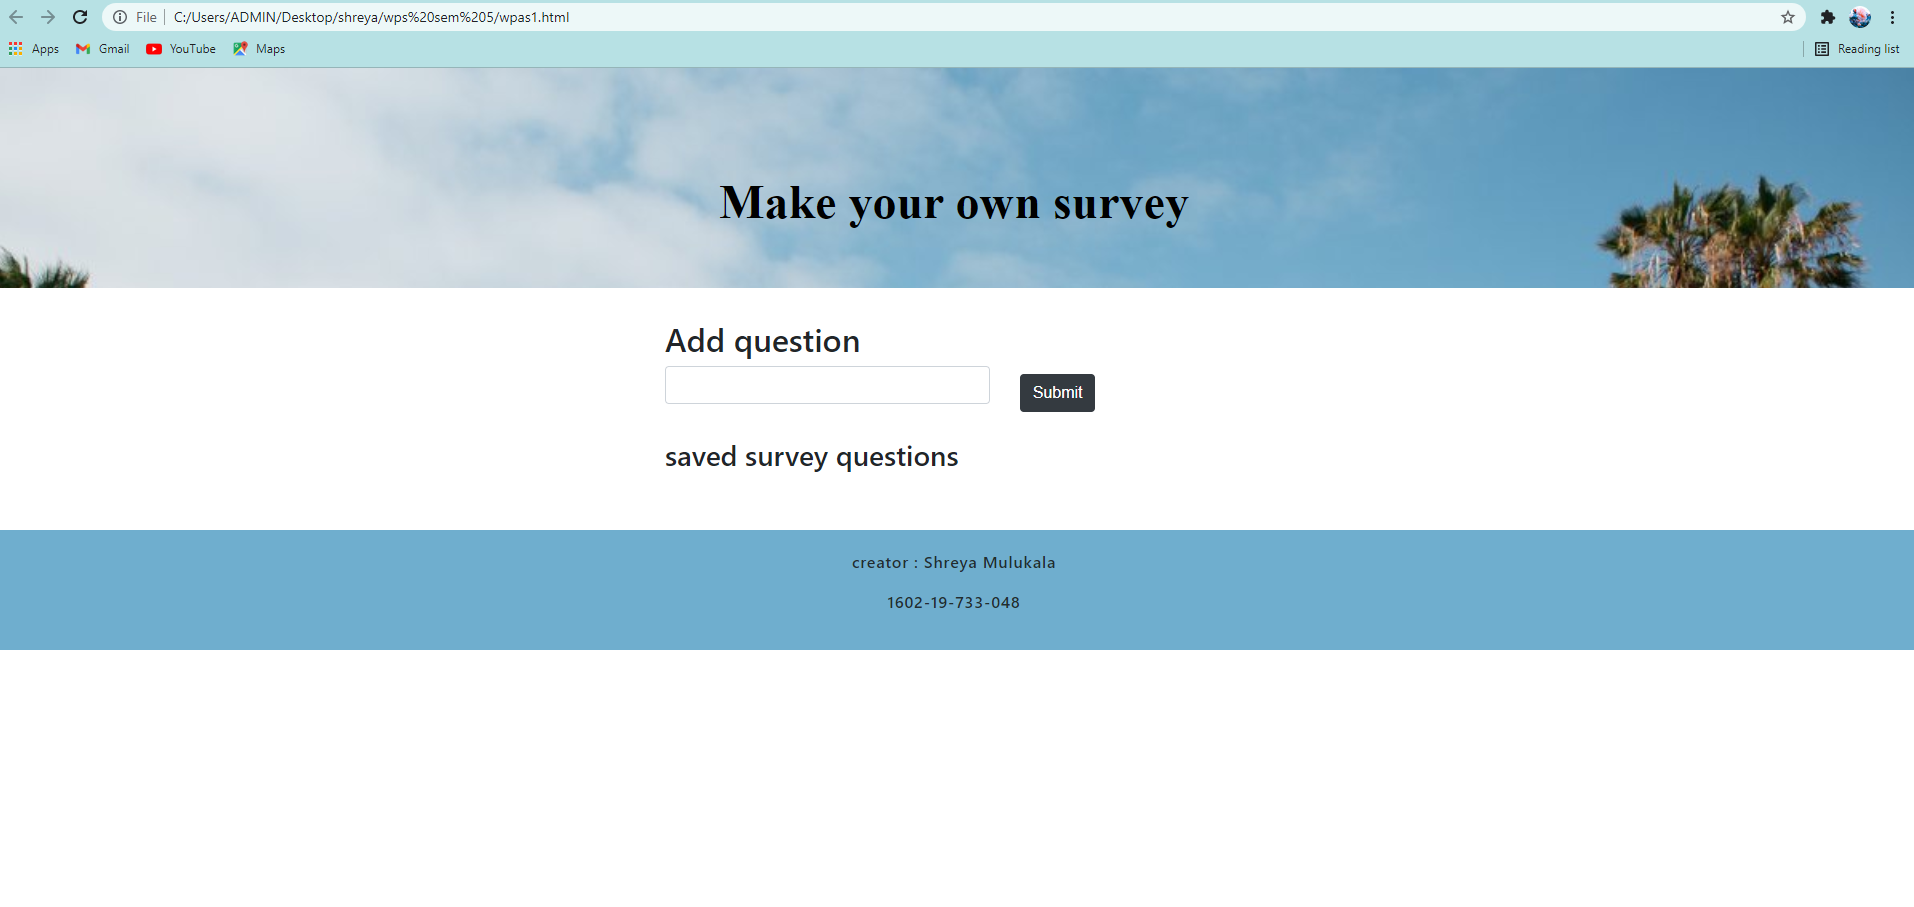 File C:/Users/ADMIN/Desktop/shreya/wps%20sem%205/wpas1.html
Apps Gmail YouTube Maps Reading list
Make your own survey
Add question
Submit
saved survey questions
creator : Shreya Mulukala
1602-19-733-048